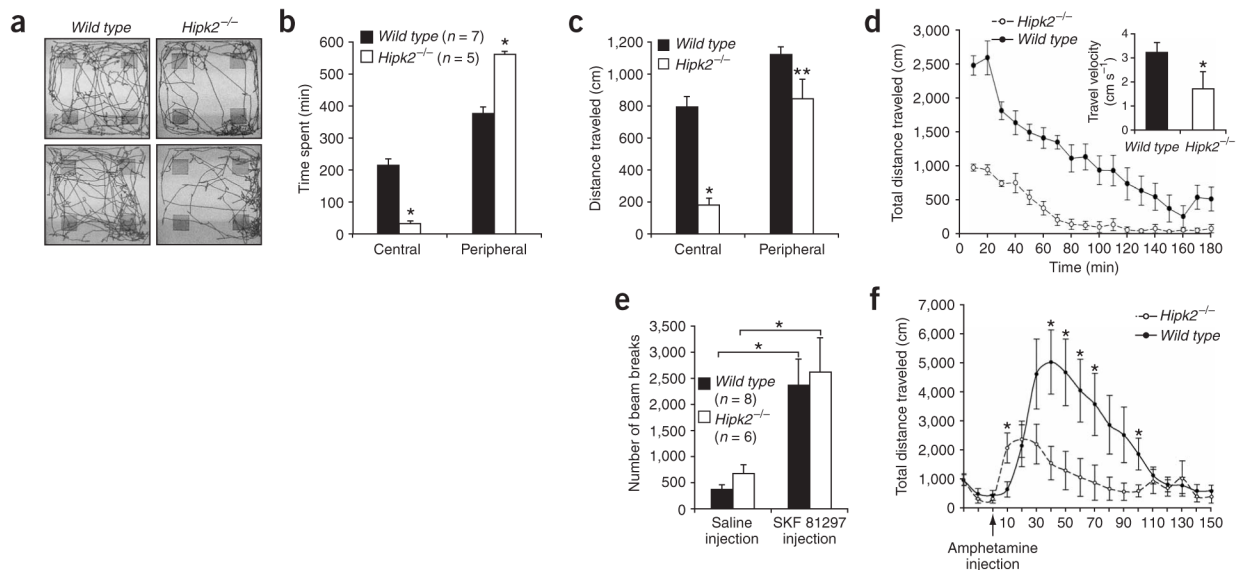 a
Wild type
Hipk2–/–
b
Wild type (n = 7)
Hipk2–/– (n = 5)
Time spent (min)
600
500
400
300
200
100
0
*
*
Central
Peripheral
c
Wild type
Hipk2–/–
Distance traveled (cm)
1,200
1,000
800
600
400
200
0
*
**
Central
Peripheral
d
Hipk2–/–
Wild type
Total distance traveled (cm)
3,000
2,500
2,000
1,500
1,000
500
0
0 20 40 60 80 100 120 140 160 180
Time (min)
Travel velocity
(cm s–1)
4
3
2
1
0
*
Wild type Hipk2–/–
e
Number of beam breaks
3,500
3,000
2,500
2,000
1,500
1,000
500
0
*
*
Wild type
(n = 8)
Hipk2–/–
(n = 6)
Saline
injection
SKF 81297
injection
f
Hipk2–/–
Wild type
Total distance traveled (cm)
7,000
6,000
5,000
4,000
3,000
2,000
1,000
0
*
*
*
*
*
*
10 30 50 70 90 110 130 150
Amphetamine
injection